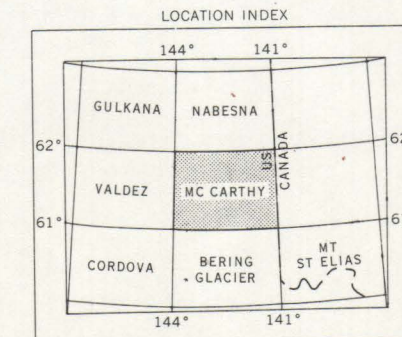 LOCATION INDEX
144° 141°
GULKANA NABESNA
62° 62
US
CANADA
VALDEZ MC CARTHY
61°
CORDOVA BERING GLACIER MT ST ELIAS
144° 141°